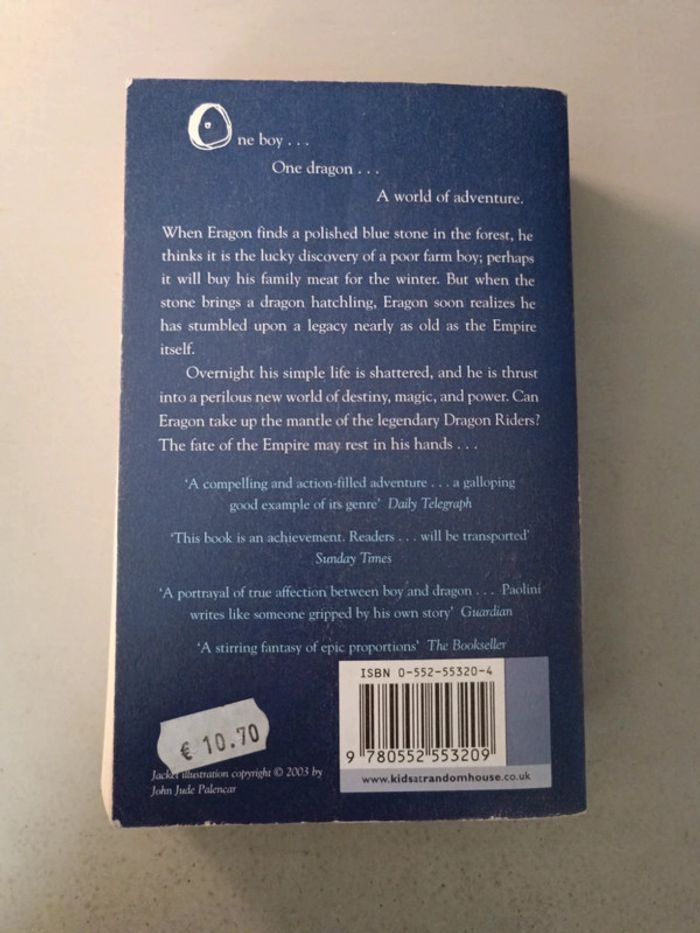 One boy . . .
One dragon . . .
A world of adventure.
When Eragon finds a polished blue stone in the forest, he
thinks it is the lucky discovery of a poor farm boy; perhaps
it will buy his family meat for the winter. But when the
stone brings a dragon hatchling, Eragon soon realizes he
has stumbled upon a legacy nearly as old as the Empire
itself.
Overnight his simple life is shattered, and he is thrust
into a perilous new world of destiny, magic, and power. Can
Eragon take up the mantle of the legendary Dragon Riders?
The fate of the Empire may rest in his hands . . .
‘A compelling and action-filled adventure . . . a galloping
good example of its genre’ Daily Telegraph
‘This book is an achievement. Readers . . . will be transported’
Sunday Times
‘A portrayal of true affection between boy and dragon . . . Paolini
writes like someone gripped by his own story’ Guardian
‘A stirring fantasy of epic proportions’ The Bookseller
ISBN 0-552-55320-4
9 780552 553209
www.kidsatrandomhouse.co.uk
€ 10.70
Jacket illustration copyright © 2003 by
John Jude Palencar